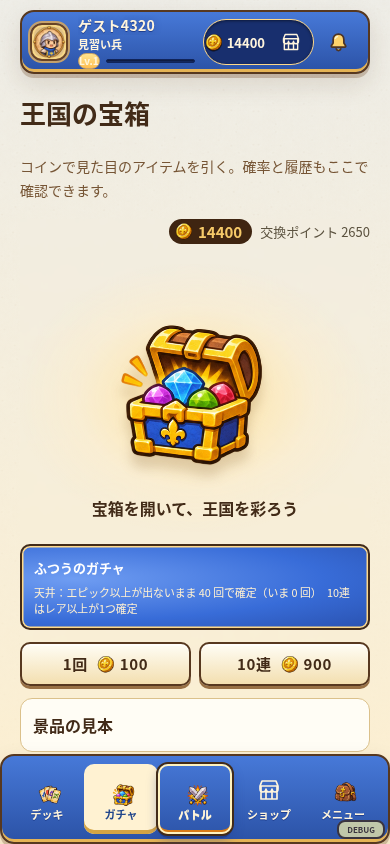 ゲスト4320
見習い兵
Lv.1
14400
王国の宝箱
コインで見た目のアイテムを引く。確率と履歴もここで
確認できます。
14400 交換ポイント 2650
宝箱を開いて、王国を彩ろう
ふつうのガチャ
天井：エピック以上が出ないまま 40 回で確定（いま 0 回） 10連
はレア以上が1つ確定
1回 100
10連 900
景品の見本
デッキ
ガチャ
バトル
ショップ
メニュー
DEBUG